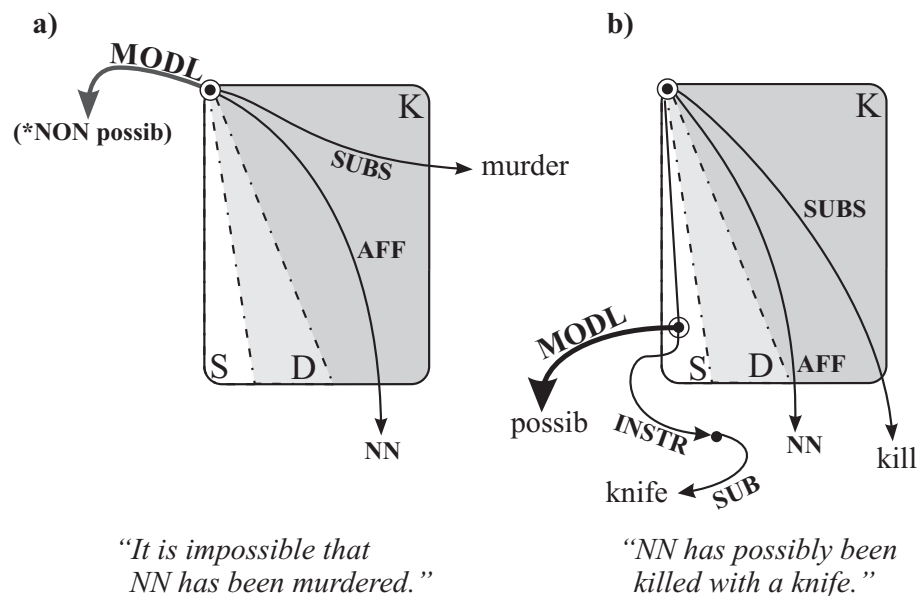 a)
MODL
(*NON possib)
K
SUBS
murder
AFF
S
D
NN
"It is impossible that
NN has been murdered."
b)
K
SUBS
MODL
possib
S
D
AFF
INSTR
NN
kill
knife
SUB
"NN has possibly been
killed with a knife."